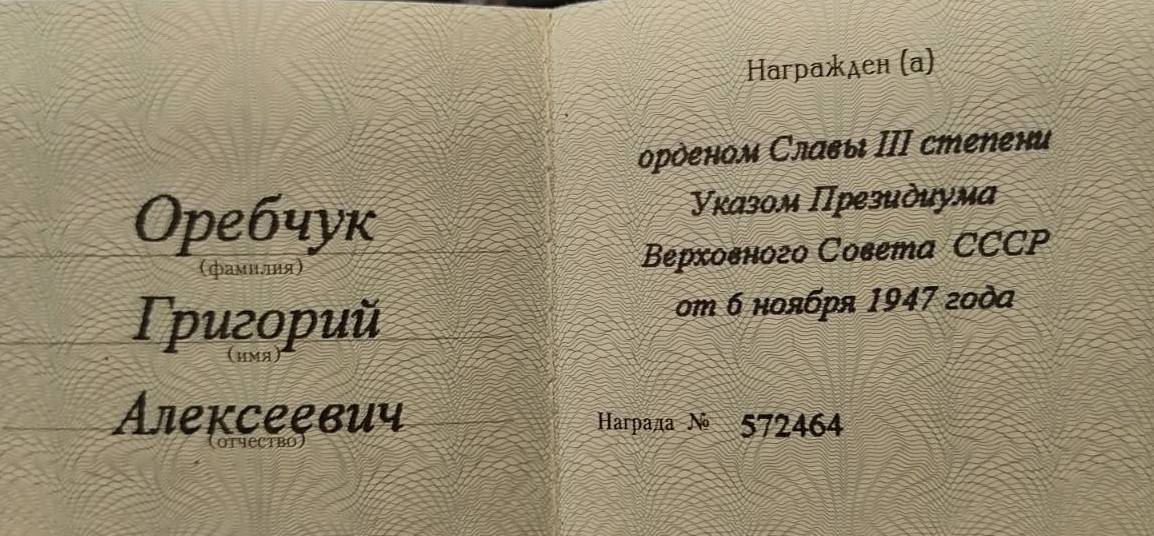 Оребчук
(фамилия)
Григорий
(имя)
Алексеевич
(отчество)
Награжден (а)
орденом Славы III степени
Указом Президиума
Верховного Совета СССР
от 6 ноября 1947 года
Награда № 572464